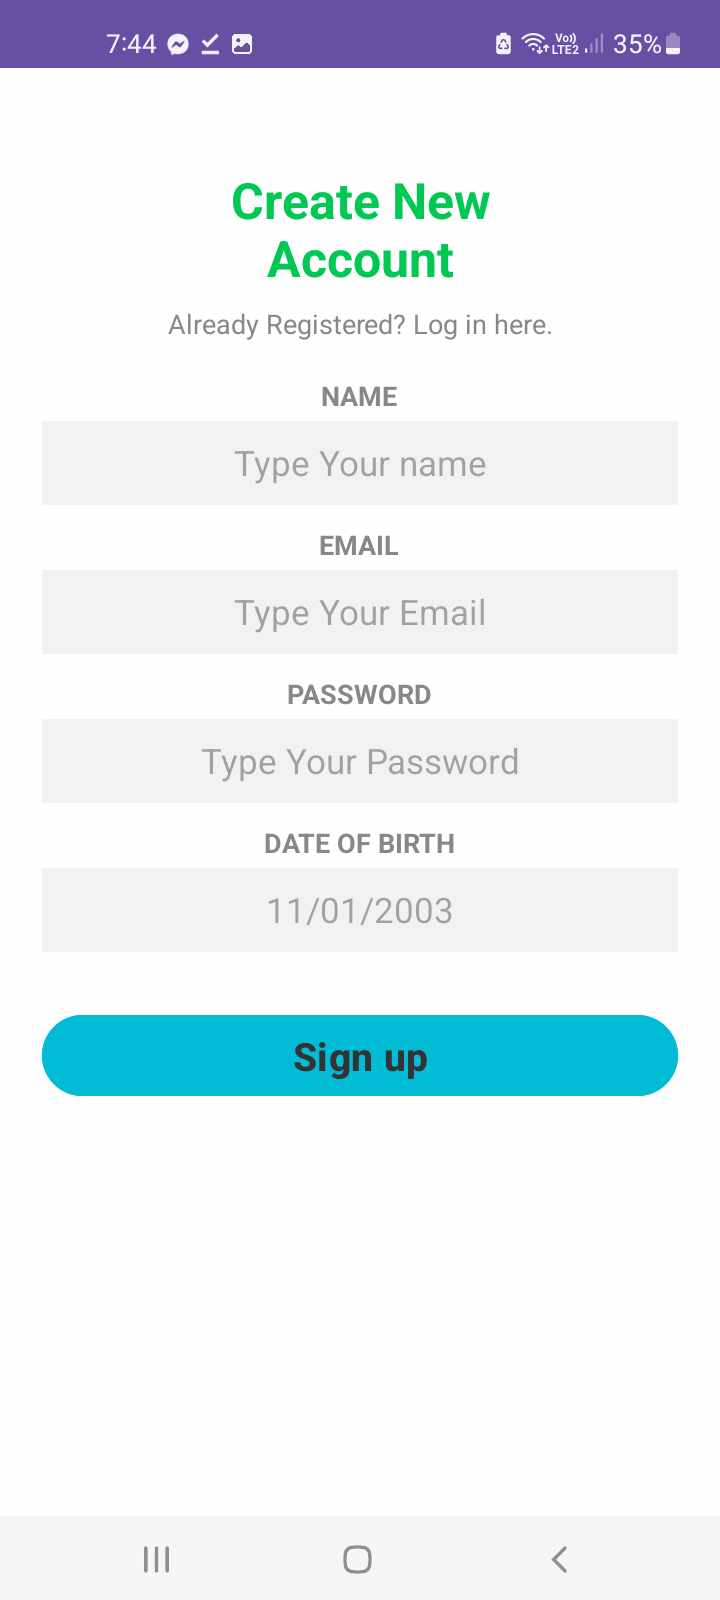 7:44 Vo)) LTE2 35%
Create New
Account
Already Registered? Log in here.
NAME
Type Your name
EMAIL
Type Your Email
PASSWORD
Type Your Password
DATE OF BIRTH
11/01/2003
Sign up